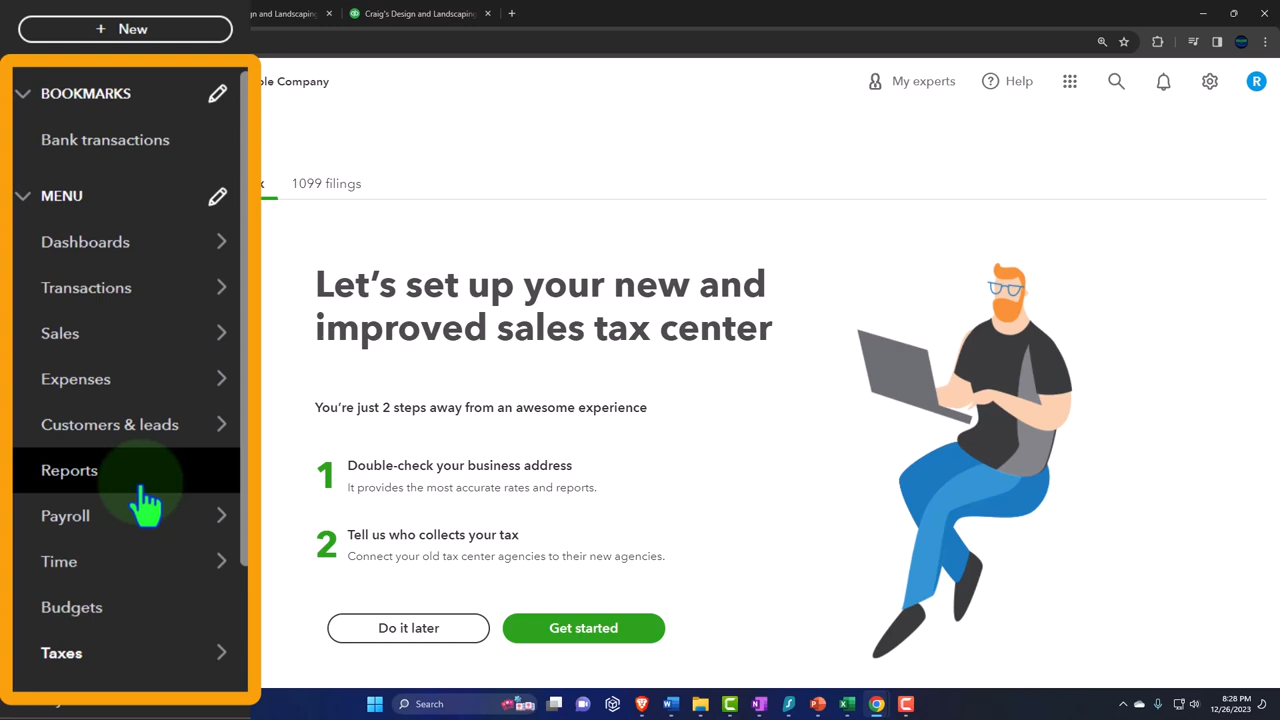 + New
BOOKMARKS
Bank transactions
MENU
Dashboards
Transactions
Sales
Expenses
Customers & leads
Reports
Payroll
Time
Budgets
Taxes
gn and Landscaping
Craig's Design and Landscaping
ple Company
My experts
Help
R
1099 filings
Let's set up your new and
improved sales tax center
You're just 2 steps away from an awesome experience
1 Double-check your business address
It provides the most accurate rates and reports.
2 Tell us who collects your tax
Connect your old tax center agencies to their new agencies.
Do it later
Get started
Search
8:28 PM
12/26/2023